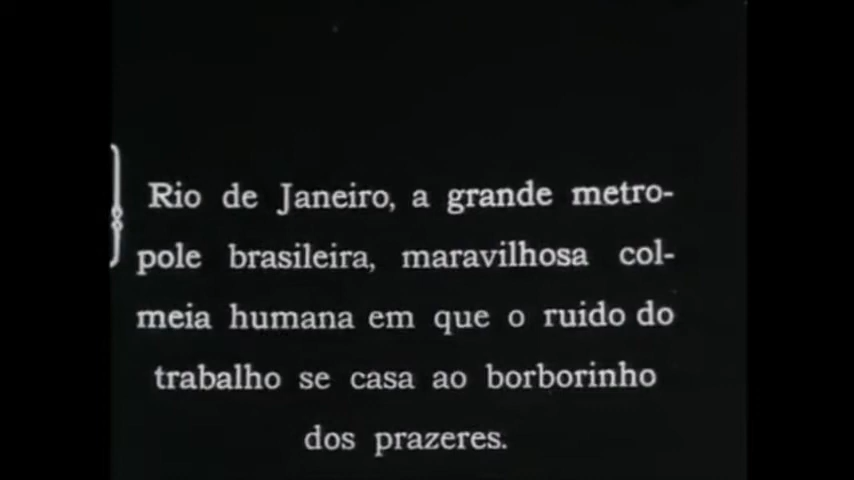 Rio de Janeiro, a grande metro-
pole brasileira, maravilhosa col-
meia humana em que o ruido do
trabalho se casa ao borborinho
dos prazeres.